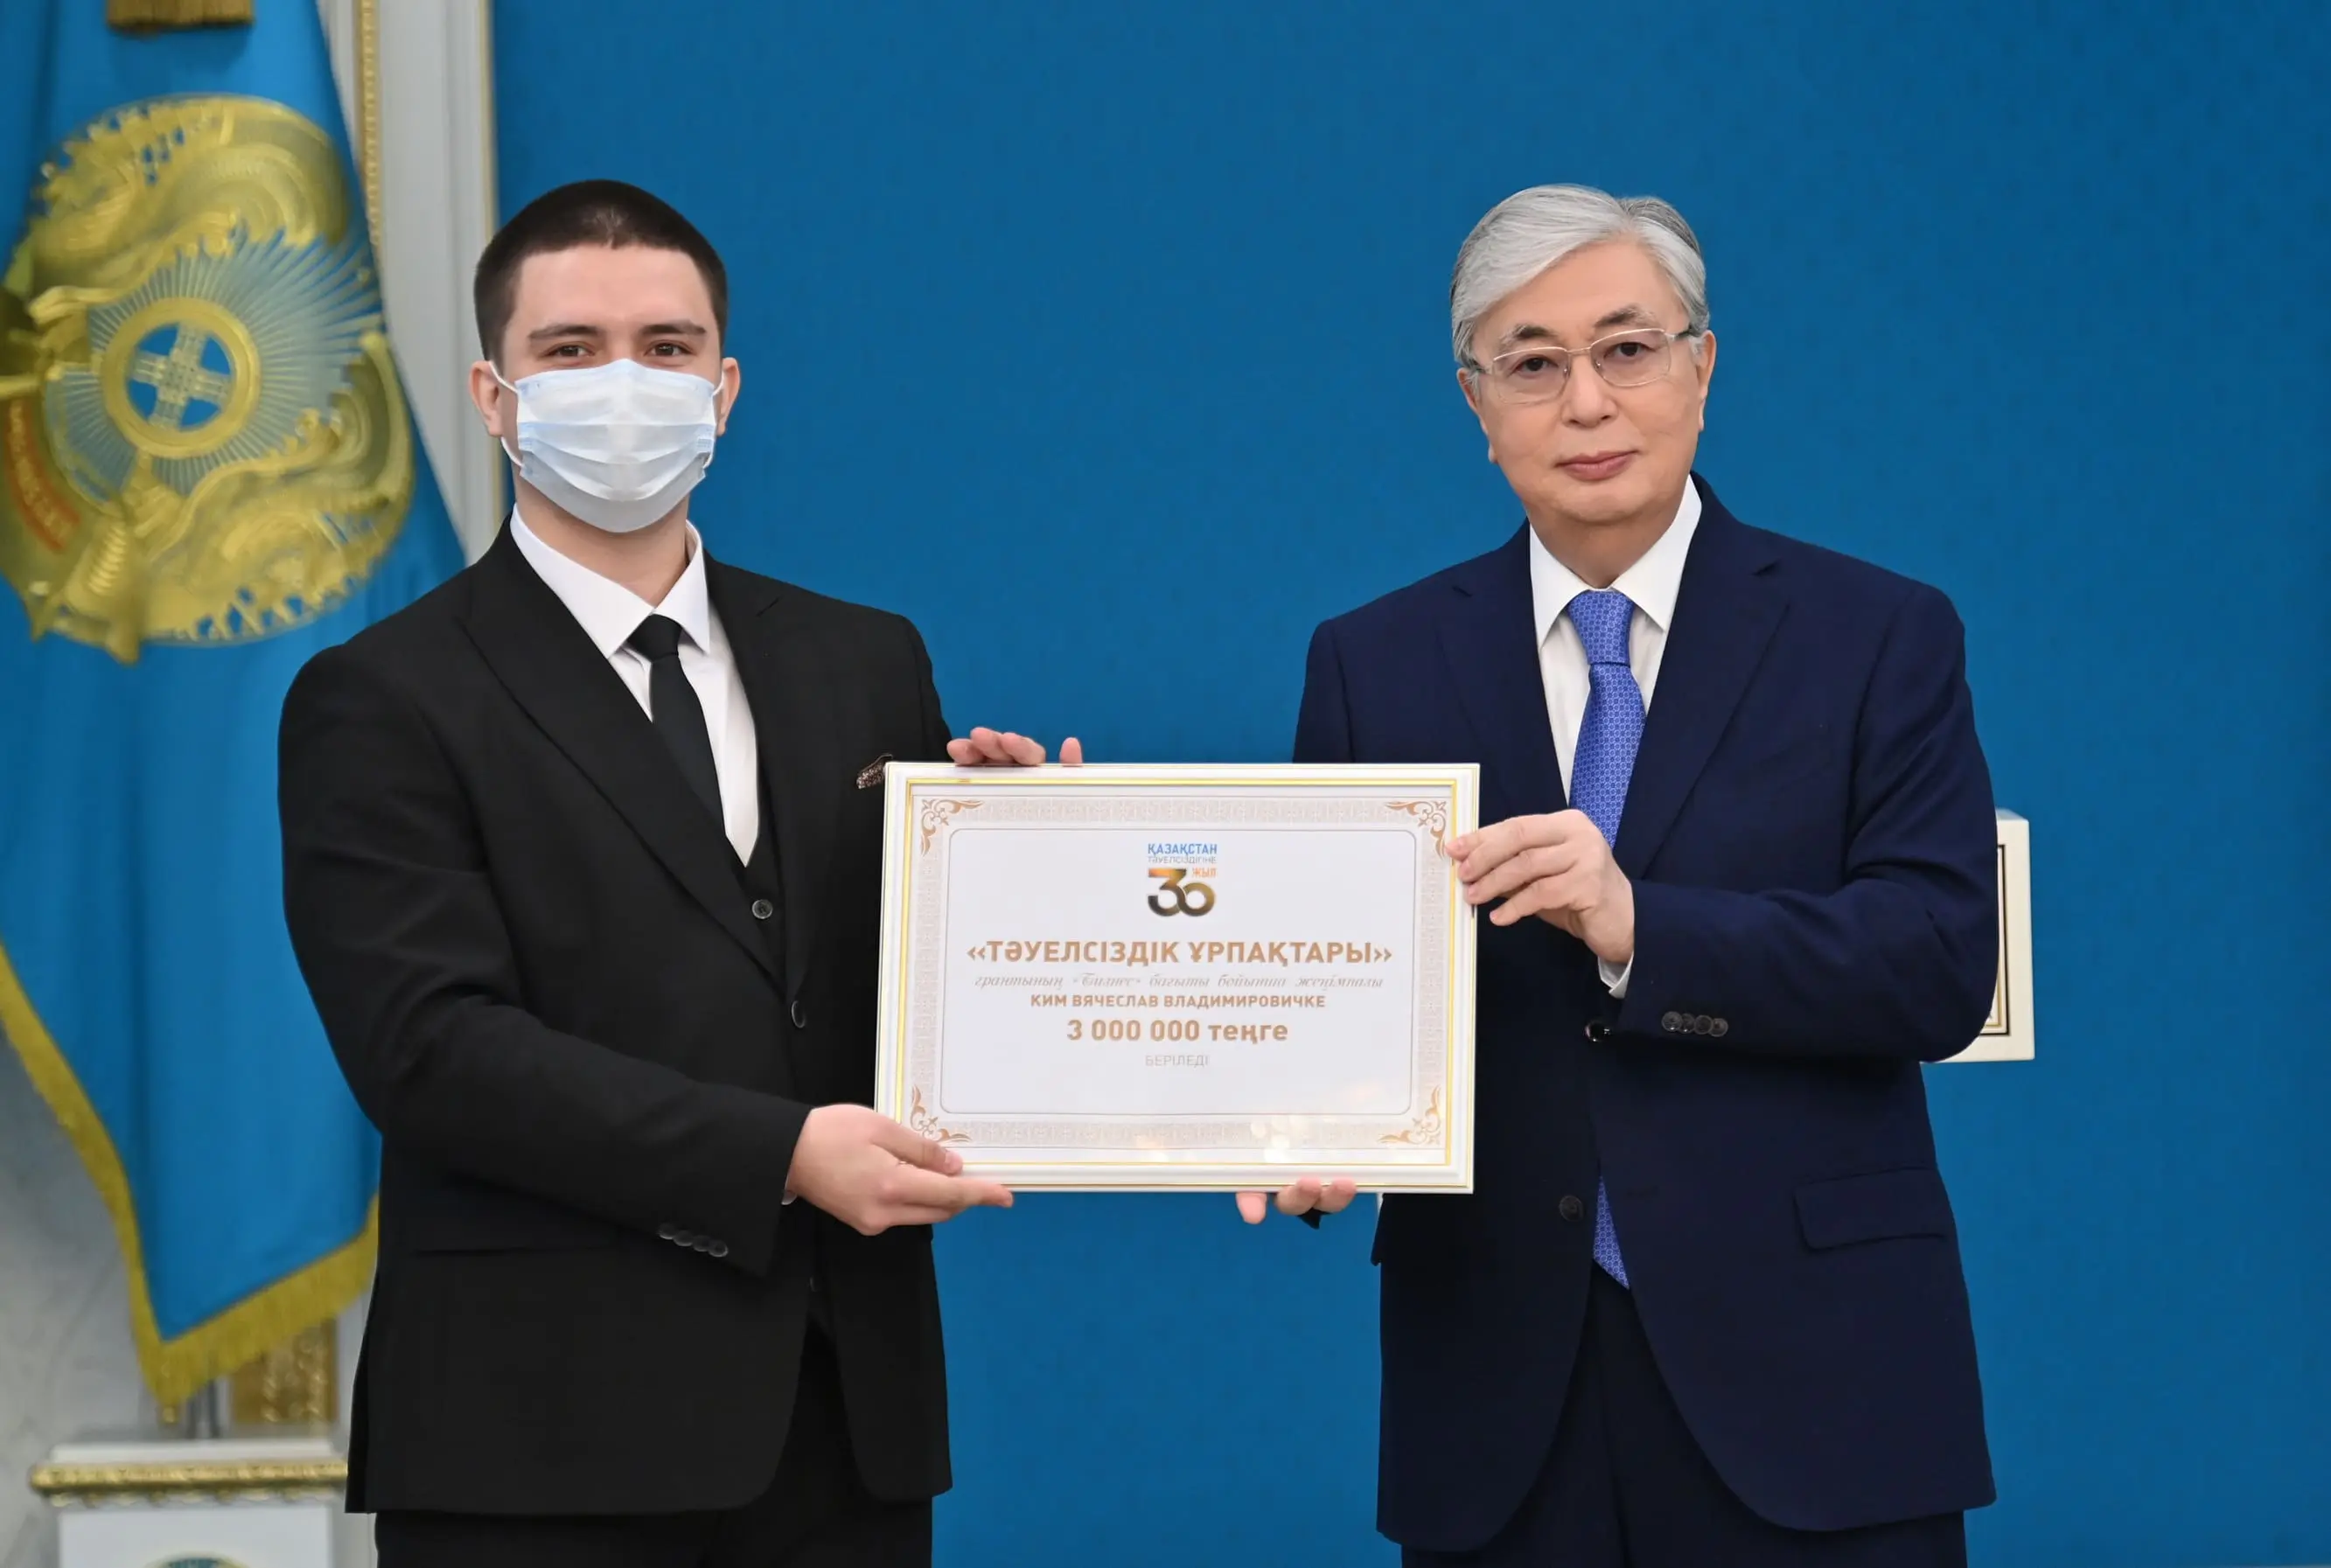 ҚАЗАҚСТАН
ТӘУЕЛСІЗДІГІНЕ
30 ЖЫЛ
«ТӘУЕЛСІЗДІК ҰРПАҚТАРЫ»
грантының «Бизнес» бағыты бойынша жеңімпазы
КИМ ВЯЧЕСЛАВ ВЛАДИМИРОВИЧКЕ
3 000 000 теңге
БЕРІЛЕДІ